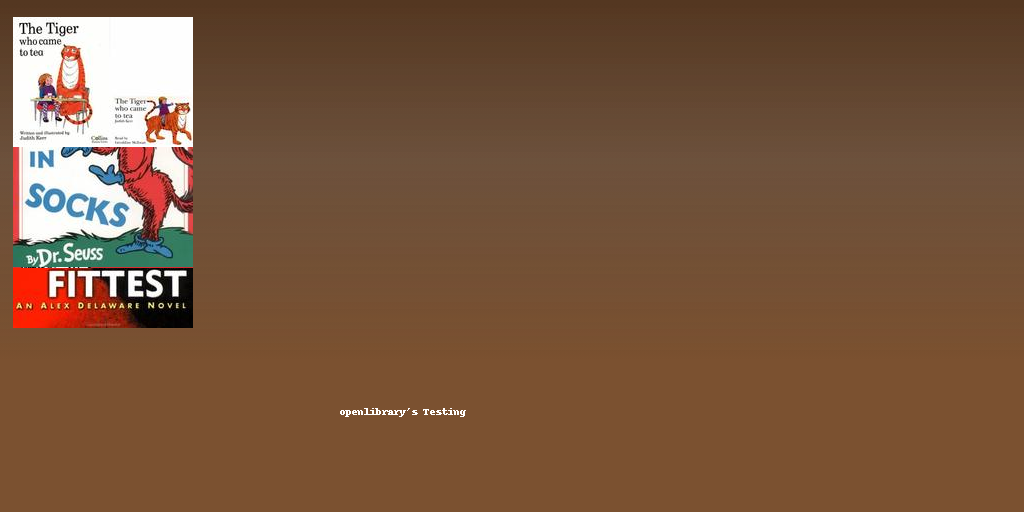 The Tiger
who came
to tea
Written and illustrated by
Judith Kerr
Collins
The Tiger
who came
to tea
Judith Kerr
Read by
Geraldine McEwan
IN
SOCKS
By Dr. Seuss
FITTEST
AN ALEX DELAWARE NOVEL
openlibrary's Testing